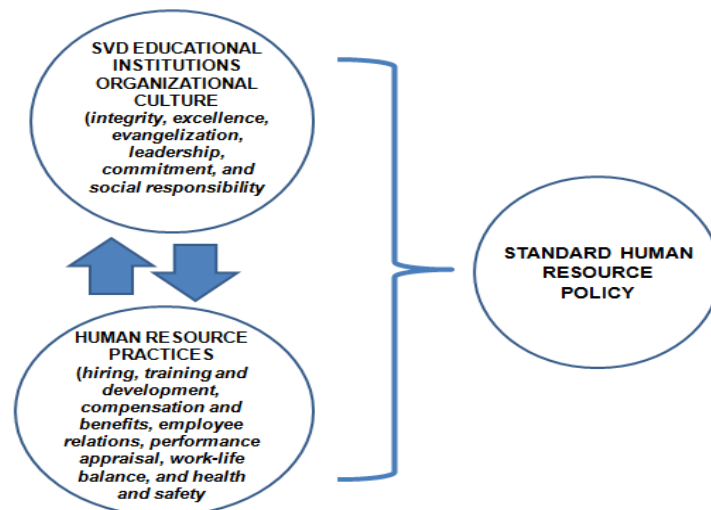 SVD EDUCATIONAL
INSTITUTIONS
ORGANIZATIONAL
CULTURE
(integrity, excellence,
evangelization,
leadership,
commitment, and
social responsibility
HUMAN RESOURCE
PRACTICES
(hiring, training and
development,
compensation and
benefits, employee
relations, performance
appraisal, work-life
balance, and health
and safety
STANDARD HUMAN
RESOURCE
POLICY